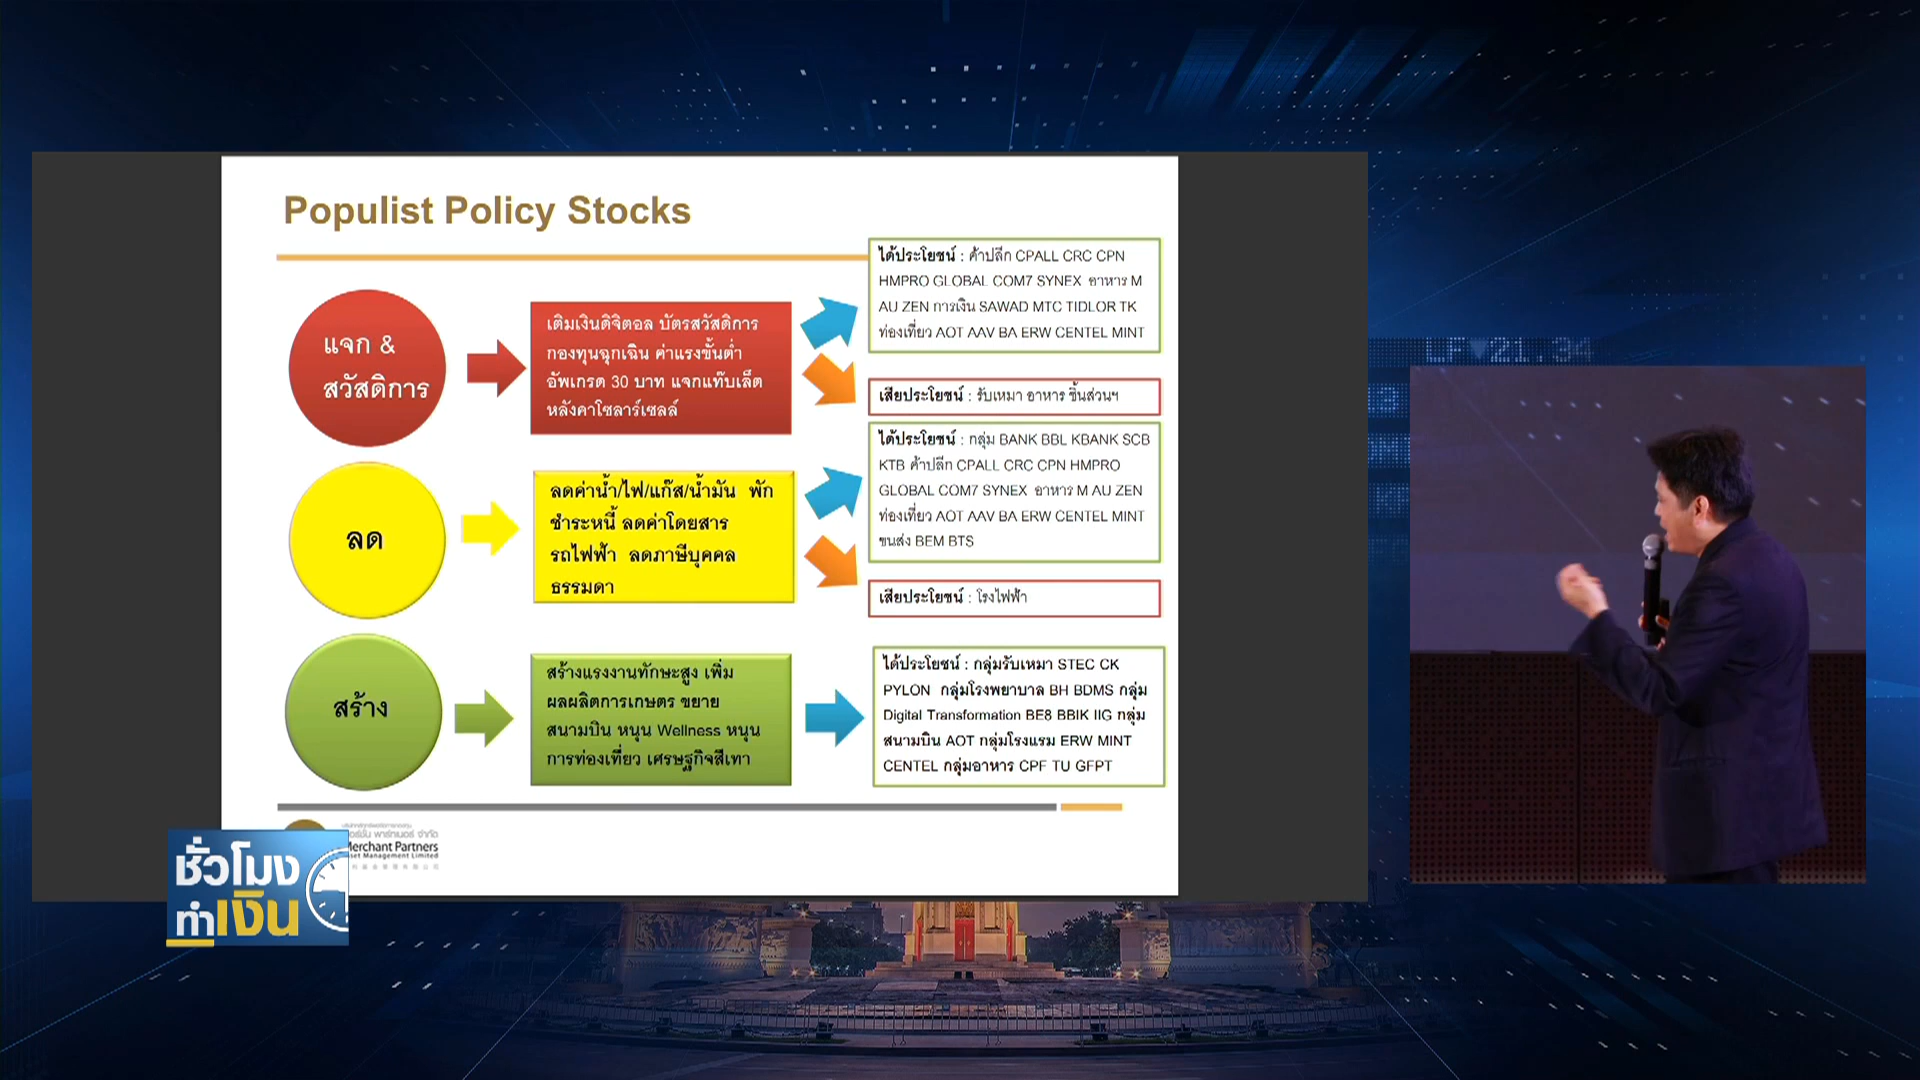 Populist Policy Stocks
แจก &
สวัสดิการ
เติมเงินดิจิตอล บัตรสวัสดิการ
กองทุนฉุกเฉิน ค่าแรงขั้นต่ำ
อัพเกรด 30 บาท แจกแท๊บเล็ต
หลังคาโซลาร์เซลล์
ได้ประโยชน์ : ค้าปลีก CPALL CRC CPN
HMPRO GLOBAL COM7 SYNEX อาหาร M
AU ZEN การเงิน SAWAD MTC TIDLOR TK
ท่องเที่ยว AOT AAV BA ERW CENTEL MINT
เสียประโยชน์ : รับเหมา อาหาร ชิ้นส่วนฯ
ลด
ลดค่าน้ำ/ไฟ/แก๊ส/น้ำมัน พัก
ชำระหนี้ ลดค่าโดยสาร
รถไฟฟ้า ลดภาษีบุคคล
ธรรมดา
ได้ประโยชน์ : กลุ่ม BANK BBL KBANK SCB
KTB ค้าปลีก CPALL CRC CPN HMPRO
GLOBAL COM7 SYNEX อาหาร M AU ZEN
ท่องเที่ยว AOT AAV BA ERW CENTEL MINT
ขนส่ง BEM BTS
เสียประโยชน์ : โรงไฟฟ้า
สร้าง
สร้างแรงงานทักษะสูง เพิ่ม
ผลผลิตการเกษตร ขยาย
สนามบิน หนุน Wellness หนุน
การท่องเที่ยว เศรษฐกิจสีเทา
ได้ประโยชน์ : กลุ่มรับเหมา STEC CK
PYLON กลุ่มโรงพยาบาล BH BDMS กลุ่ม
Digital Transformation BE8 BBIK IIG กลุ่ม
สนามบิน AOT กลุ่มโรงแรม ERW MINT
CENTEL กลุ่มอาหาร CPF TU GFPT
พาร์ทเนอร์ จำกัด
Merchant Partners
Management Limited
ชั่วโมง
ทำเงิน
21.34